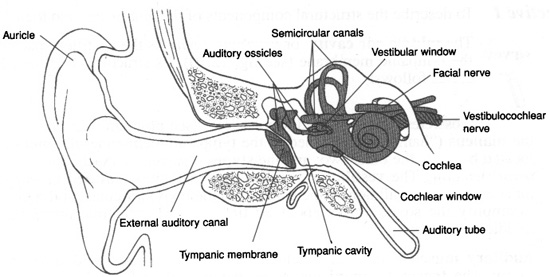 Semicircular canals
Auricle
Auditory ossicles
Vestibular window
Facial nerve
Vestibulocochlear
nerve
Cochlea
Cochlear window
External auditory canal
Auditory tube
Tympanic membrane
Tympanic cavity